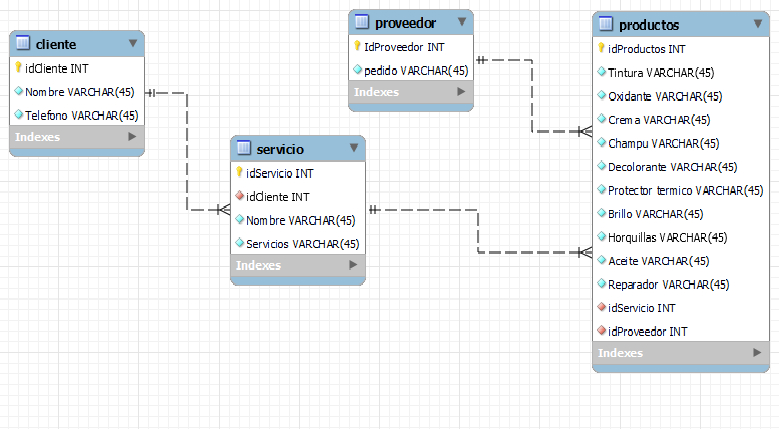 cliente
idCliente INT
Nombre VARCHAR(45)
Telefono VARCHAR(45)
Indexes
servicio
idServicio INT
idCliente INT
Nombre VARCHAR(45)
Servicios VARCHAR(45)
Indexes
proveedor
IdProveedor INT
pedido VARCHAR(45)
Indexes
productos
idProductos INT
Tintura VARCHAR(45)
Oxidante VARCHAR(45)
Crema VARCHAR(45)
Champu VARCHAR(45)
Decolorante VARCHAR(45)
Protector termico VARCHAR(45)
Brillo VARCHAR(45)
Horquillas VARCHAR(45)
Aceite VARCHAR(45)
Reparador VARCHAR(45)
idServicio INT
idProveedor INT
Indexes